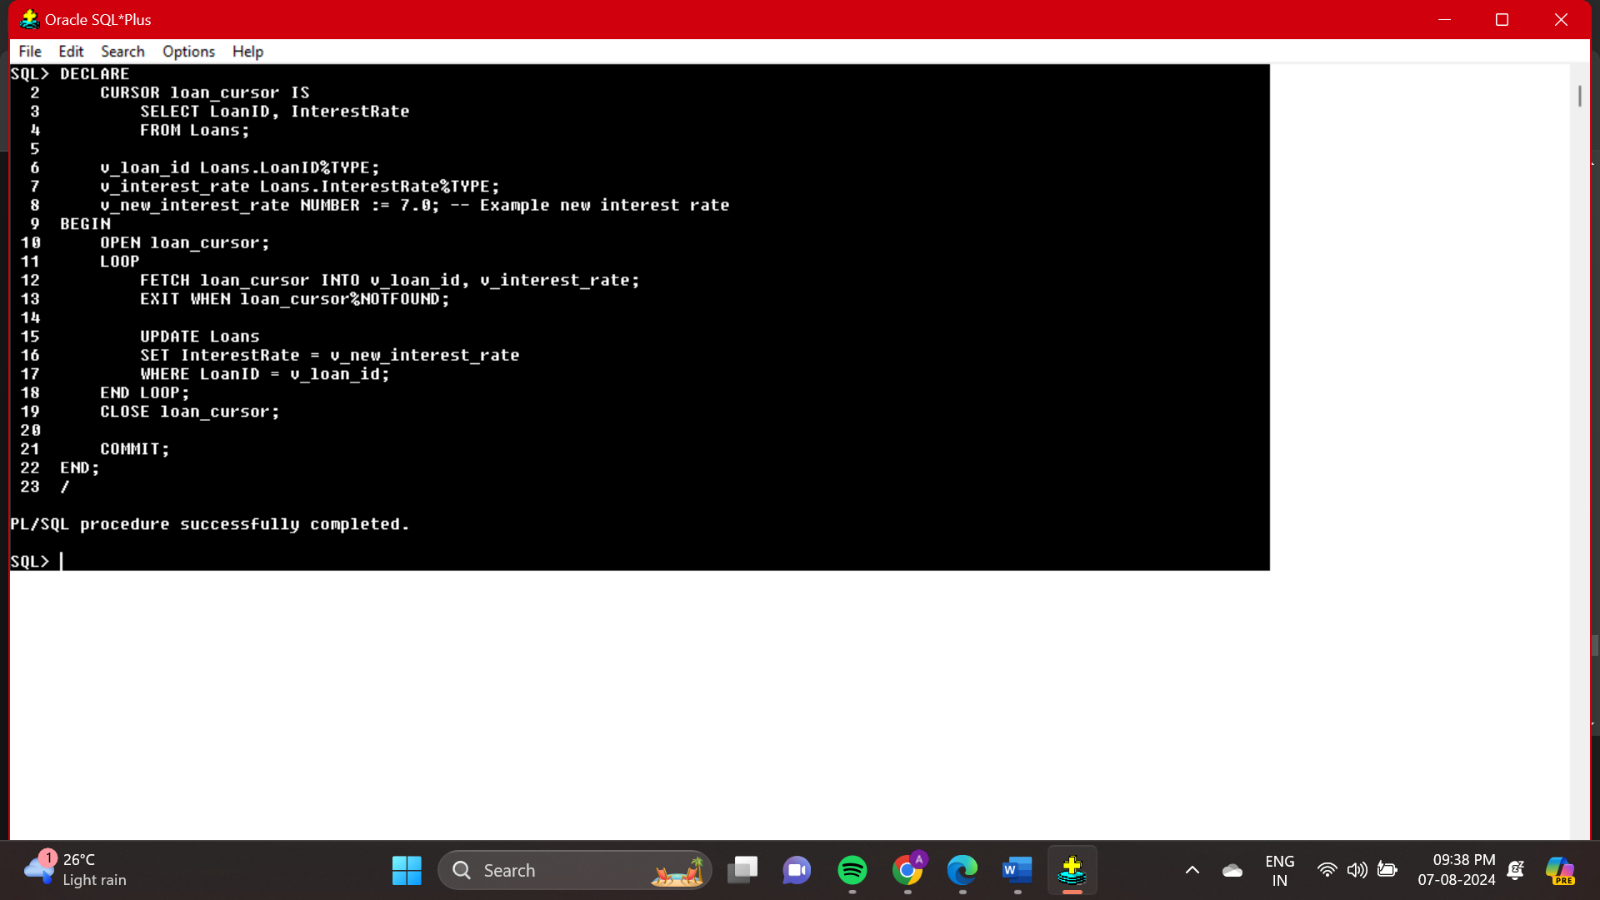 Oracle SQL*Plus
File Edit Search Options Help
SQL> DECLARE
2 CURSOR loan_cursor IS
3 SELECT LoanID, InterestRate
4 FROM Loans;
5
6 v_loan_id Loans.LoanID%TYPE;
7 v_interest_rate Loans.InterestRate%TYPE;
8 v_new_interest_rate NUMBER := 7.0; -- Example new interest rate
9 BEGIN
10 OPEN loan_cursor;
11 LOOP
12 FETCH loan_cursor INTO v_loan_id, v_interest_rate;
13 EXIT WHEN loan_cursor%NOTFOUND;
14
15 UPDATE Loans
16 SET InterestRate = v_new_interest_rate
17 WHERE LoanID = v_loan_id;
18 END LOOP;
19 CLOSE loan_cursor;
20
21 COMMIT;
22 END;
23 /
PL/SQL procedure successfully completed.
SQL>
1
26°C
Light rain
Search
A
W
ENG
IN
09:38 PM
07-08-2024
PRE